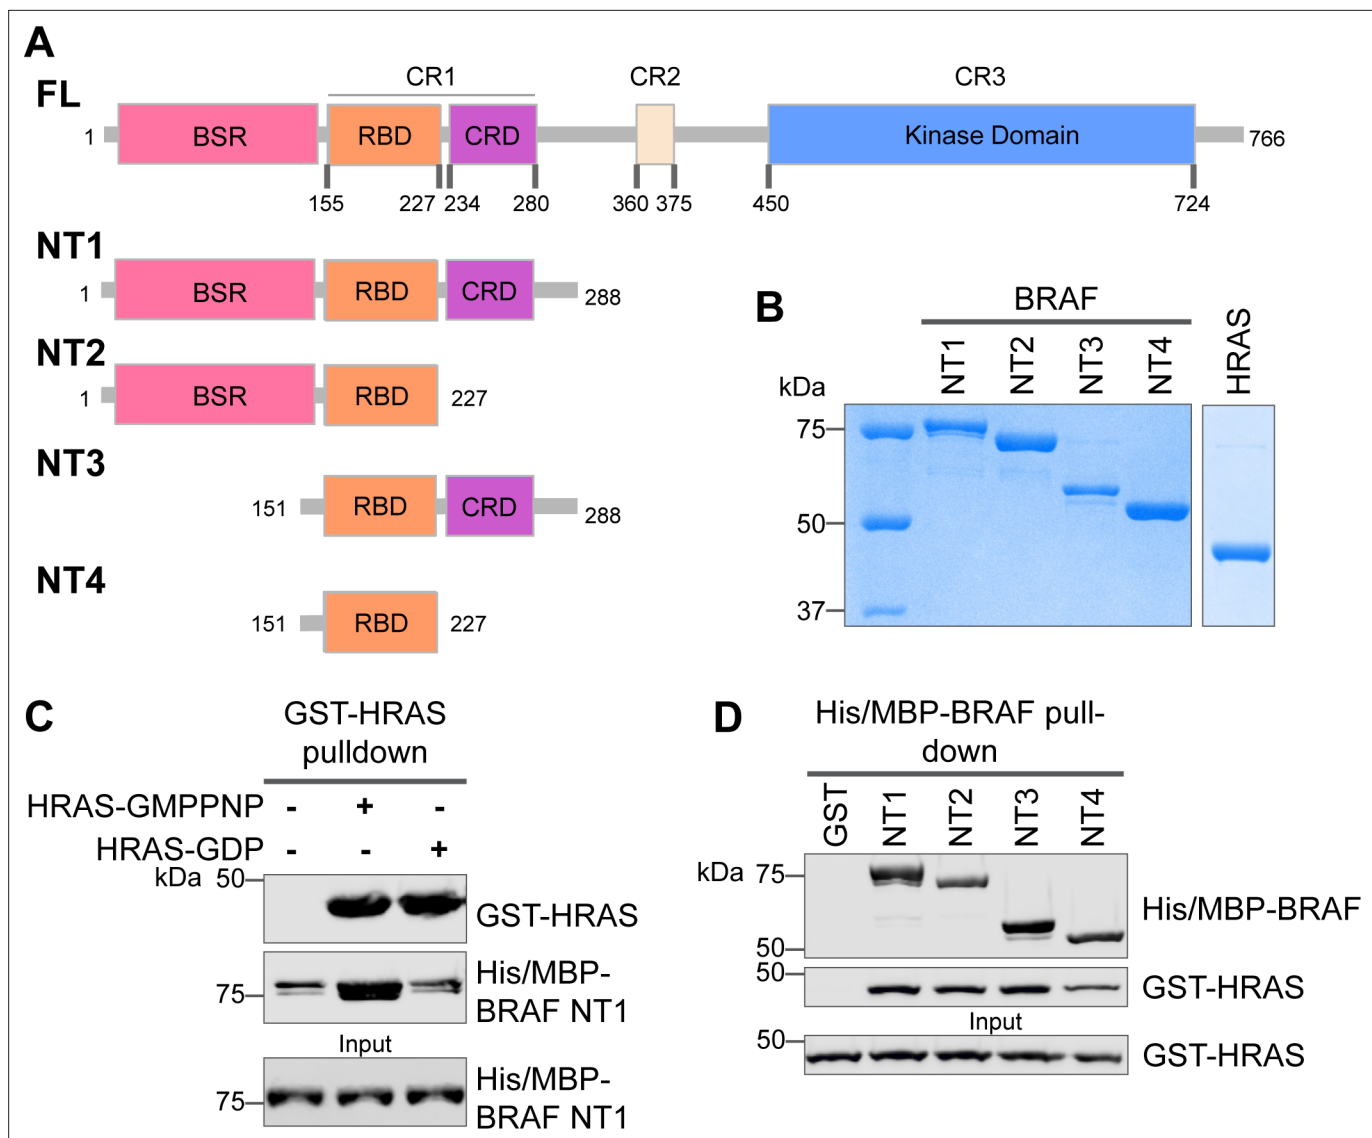 A
FL
CR1
CR2
CR3
1
BSR
RBD
CRD
Kinase Domain
766
155
227
234
280
360
375
450
724
NT1
1
BSR
RBD
CRD
288
NT2
1
BSR
RBD
227
NT3
151
RBD
CRD
288
NT4
151
RBD
227
B
BRAF
kDa
NT1
NT2
NT3
NT4
HRAS
75
50
37
C
GST-HRAS
pulldown
HRAS-GMPPNP - + -
HRAS-GDP - - +
kDa 50
GST-HRAS
75
His/MBP-
BRAF NT1
Input
75
His/MBP-
BRAF NT1
D
His/MBP-BRAF pull-
down
GST
NT1
NT2
NT3
NT4
kDa 75
His/MBP-BRAF
50
50
GST-HRAS
Input
50
GST-HRAS